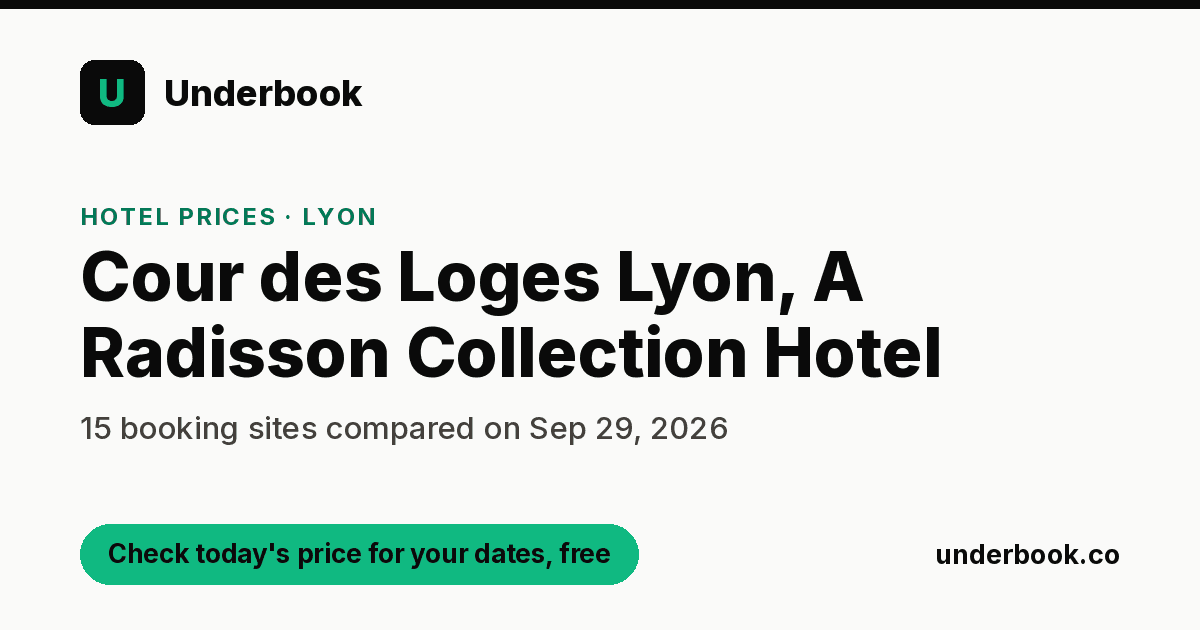 U Underbook
HOTEL PRICES · LYON
Cour des Loges Lyon, A
Radisson Collection Hotel
15 booking sites compared on Sep 29, 2026
Check today's price for your dates, free
underbook.co